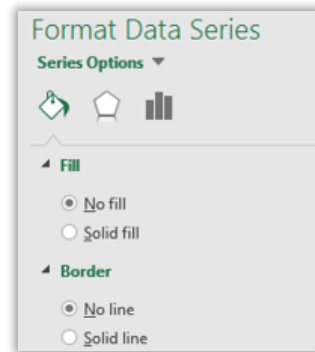 Format Data Series
Series Options
Fill
No fill
Solid fill
Border
No line
Solid line